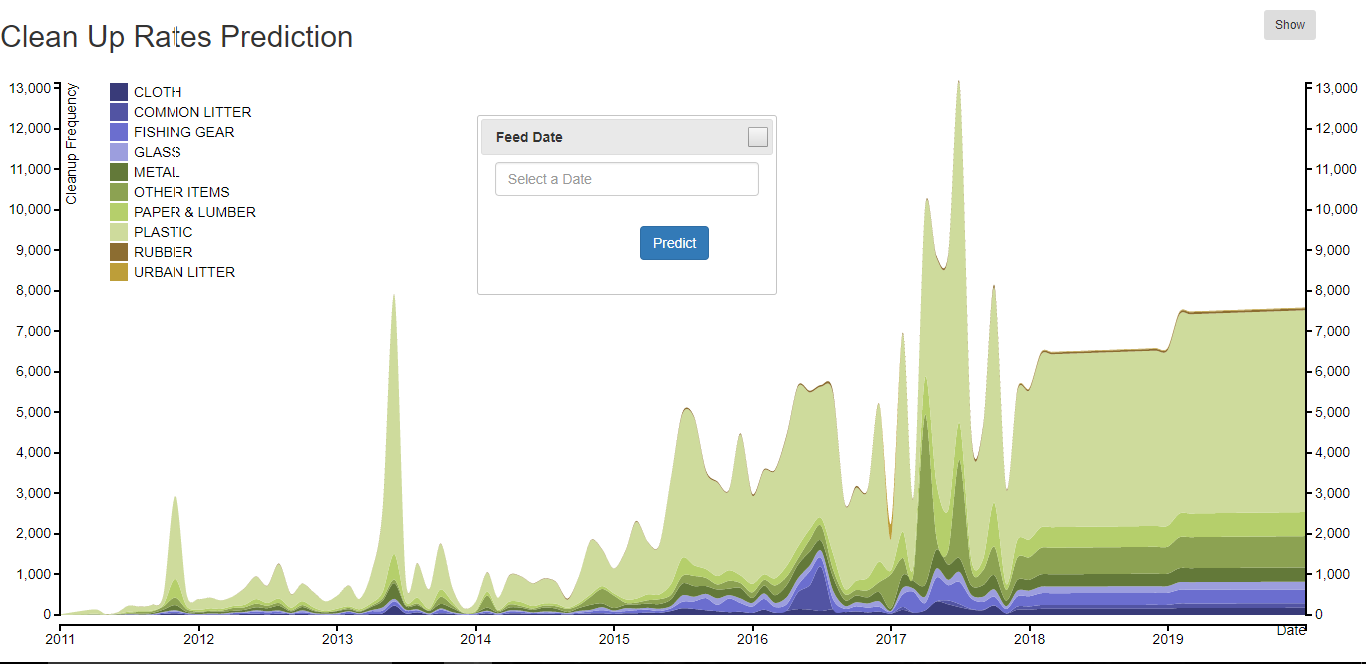 Show
Clean Up Rates Prediction
13,000
12,000
11,000
10,000
9,000
8,000
7,000
6,000
5,000
4,000
3,000
2,000
1,000
0
Cleanup Frequency
CLOTH
COMMON LITTER
FISHING GEAR
GLASS
METAL
OTHER ITEMS
PAPER & LUMBER
PLASTIC
RUBBER
URBAN LITTER
Feed Date
Select a Date
Predict
13,000
12,000
11,000
10,000
9,000
8,000
7,000
6,000
5,000
4,000
3,000
2,000
1,000
0
Date
2011 2012 2013 2014 2015 2016 2017 2018 2019